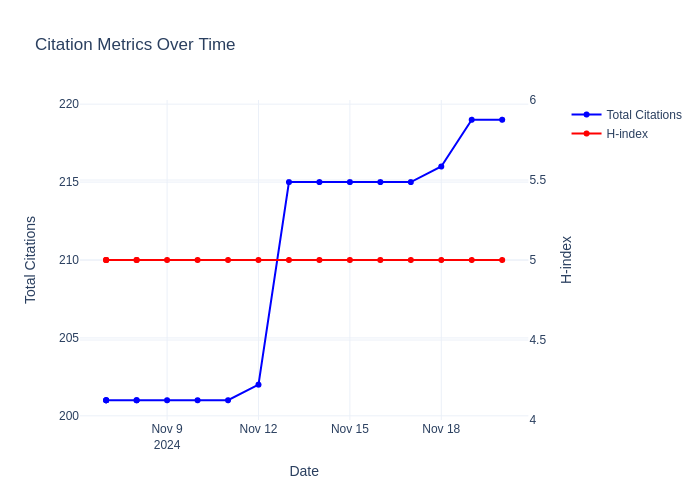 Citation Metrics Over Time
220
215
210
205
200
Total Citations
6
5.5
5
4.5
4
H-index
Nov 9
2024
Nov 12
Nov 15
Nov 18
Date
Total Citations
H-index